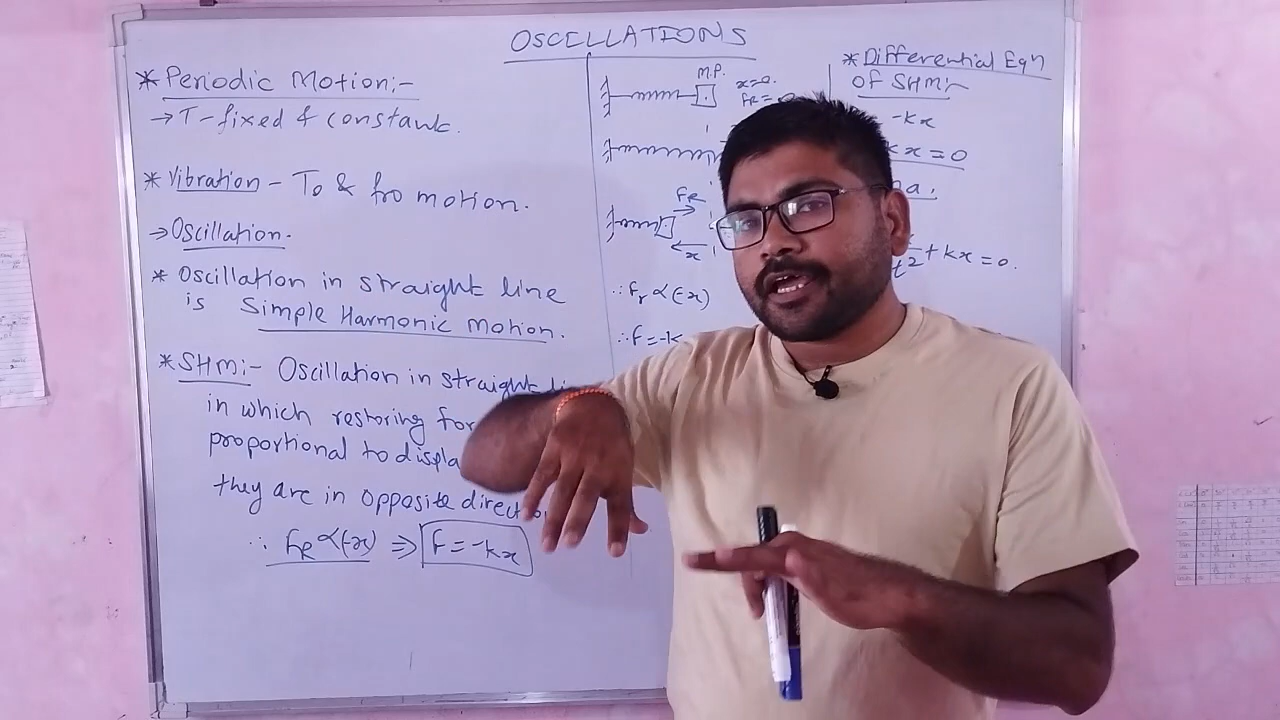 OSCILLATIONS
* Periodic Motion:-
→ T-fixed & constant.
* Vibration - To & fro motion.
→ Oscillation.
* Oscillation in straight line
is Simple Harmonic Motion.
* SHM:- Oscillation in straight
in which restoring
proportional to
they are in opposite
∴ FR ∝(-x) ⇒ F = -kx
M.P.
x=0.
FR =
FR
x
∴ Fr ∝ (-x)
∴ F = -k
* Differential Eqn
of SHM:-
-kx
kx = 0
ma.
+ kx = 0.